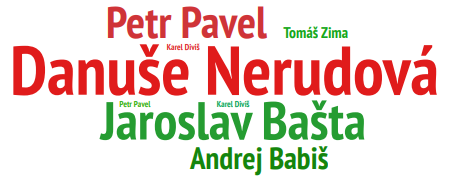 Petr Pavel
Tomáš Zima
Karel Diviš
Danuše Nerudová
Petr Pavel
Karel Diviš
Jaroslav Bašta
Andrej Babiš